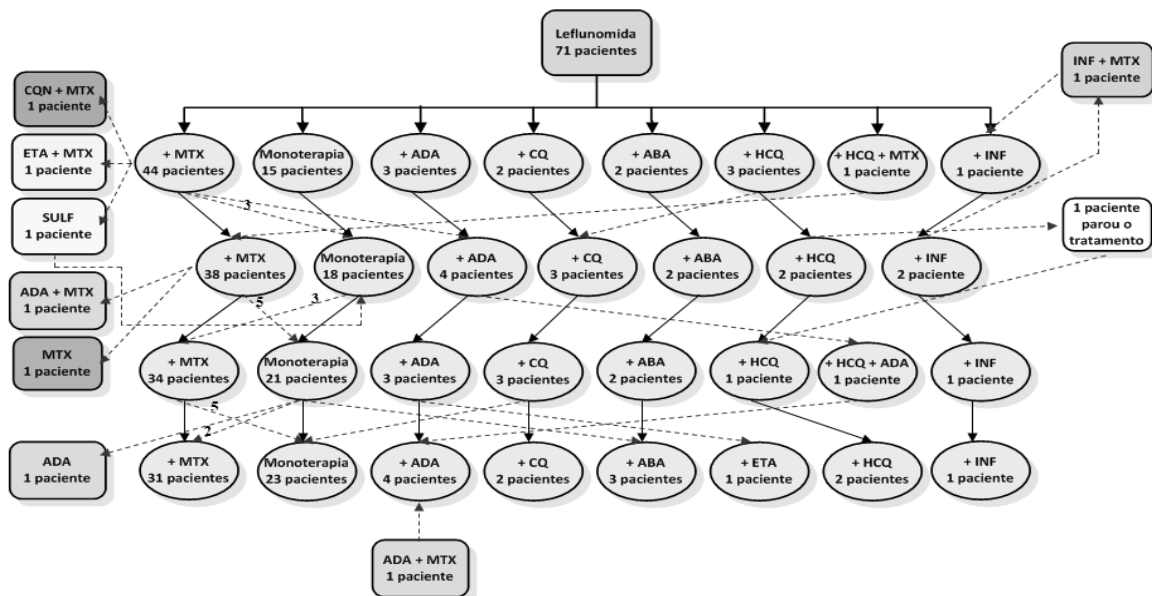 Leflunomida
71 pacientes
CQN + MTX
1 paciente
INF + MTX
1 paciente
ETA + MTX
1 paciente
SULF
1 paciente
ADA + MTX
1 paciente
MTX
1 paciente
+ MTX
44 pacientes
Monoterapia
15 pacientes
+ ADA
3 pacientes
+ CQ
2 pacientes
+ ABA
2 pacientes
+ HCQ
3 pacientes
+ HCQ + MTX
1 paciente
+ INF
1 paciente
3
1 paciente
parou o
tratamento
+ MTX
38 pacientes
Monoterapia
18 pacientes
+ ADA
4 pacientes
+ CQ
3 pacientes
+ ABA
2 pacientes
+ HCQ
2 pacientes
+ INF
2 paciente
5
3
+ MTX
34 pacientes
Monoterapia
21 pacientes
+ ADA
3 pacientes
+ CQ
3 pacientes
+ ABA
2 pacientes
+ HCQ
1 paciente
+ HCQ + ADA
1 paciente
+ INF
1 paciente
5
2
ADA
1 paciente
+ MTX
31 pacientes
Monoterapia
23 pacientes
+ ADA
4 pacientes
+ CQ
2 pacientes
+ ABA
3 pacientes
+ ETA
1 paciente
+ HCQ
2 pacientes
+ INF
1 paciente
ADA + MTX
1 paciente